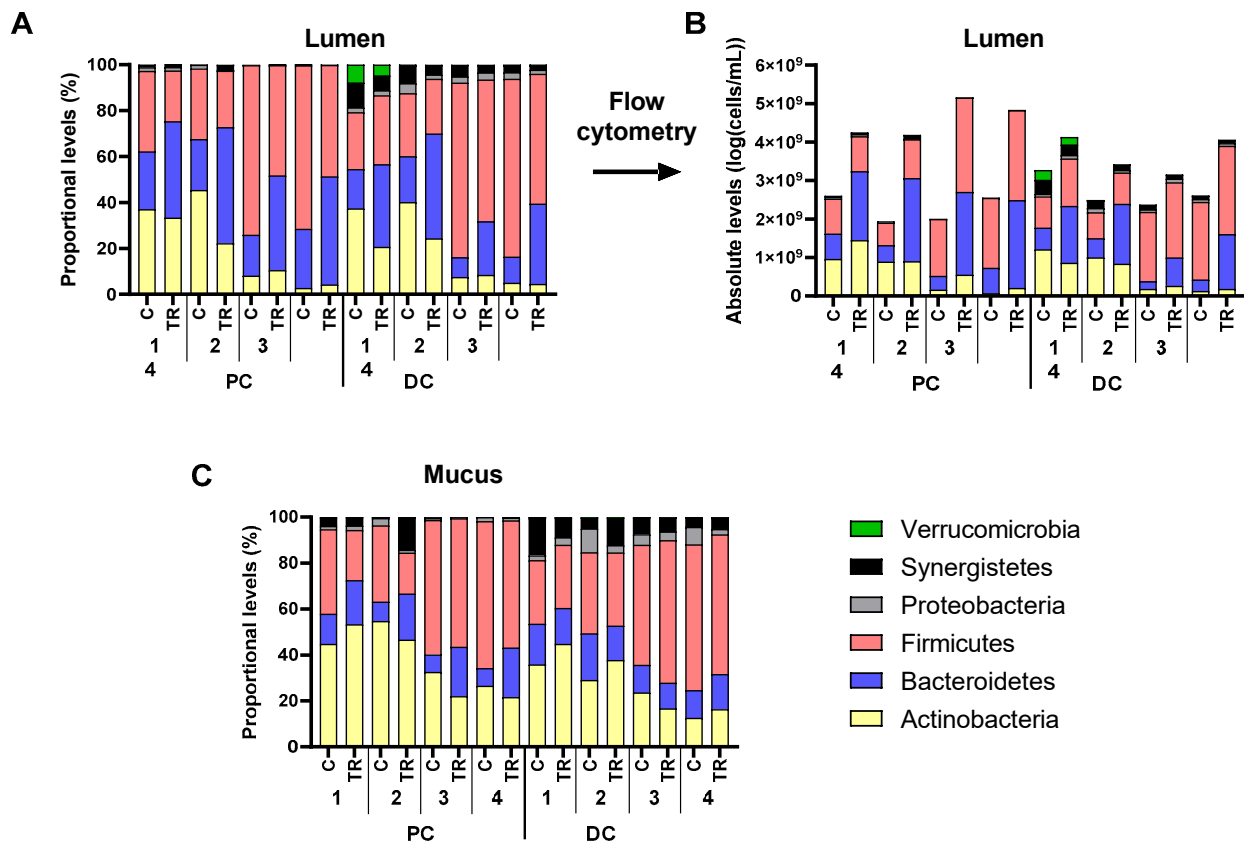 A
Lumen
Proportional levels (%)
100
80
60
40
20
0
C TR C TR C TR C TR C TR C TR C TR C TR
1 2 3 1 2 3
4 4
PC DC
Flow
cytometry
B
Lumen
Absolute levels (log(cells/mL))
6×10⁹
5×10⁹
4×10⁹
3×10⁹
2×10⁹
1×10⁹
0
C TR C TR C TR C TR C TR C TR C TR C TR
1 2 3 1 2 3
4 4
PC DC
C
Mucus
Proportional levels (%)
100
80
60
40
20
0
C TR C TR C TR C TR C TR C TR C TR C TR
1 2 3 4 1 2 3 4
PC DC
Verrucomicrobia
Synergistetes
Proteobacteria
Firmicutes
Bacteroidetes
Actinobacteria